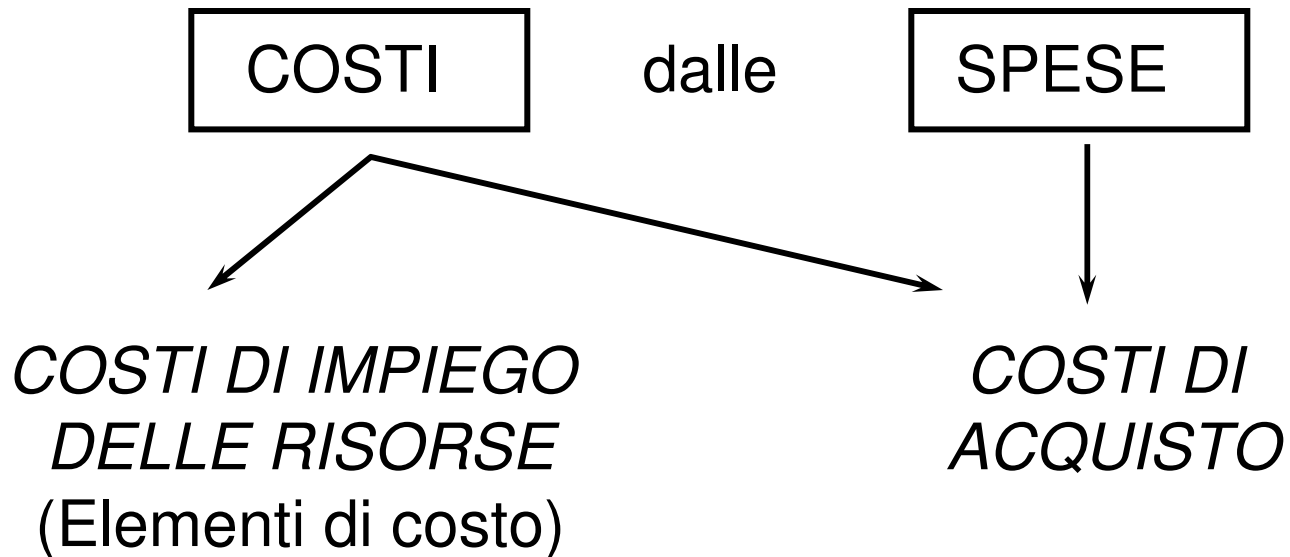 COSTI dalle SPESE
COSTI DI IMPIEGO
DELLE RISORSE
(Elementi di costo)
COSTI DI
ACQUISTO